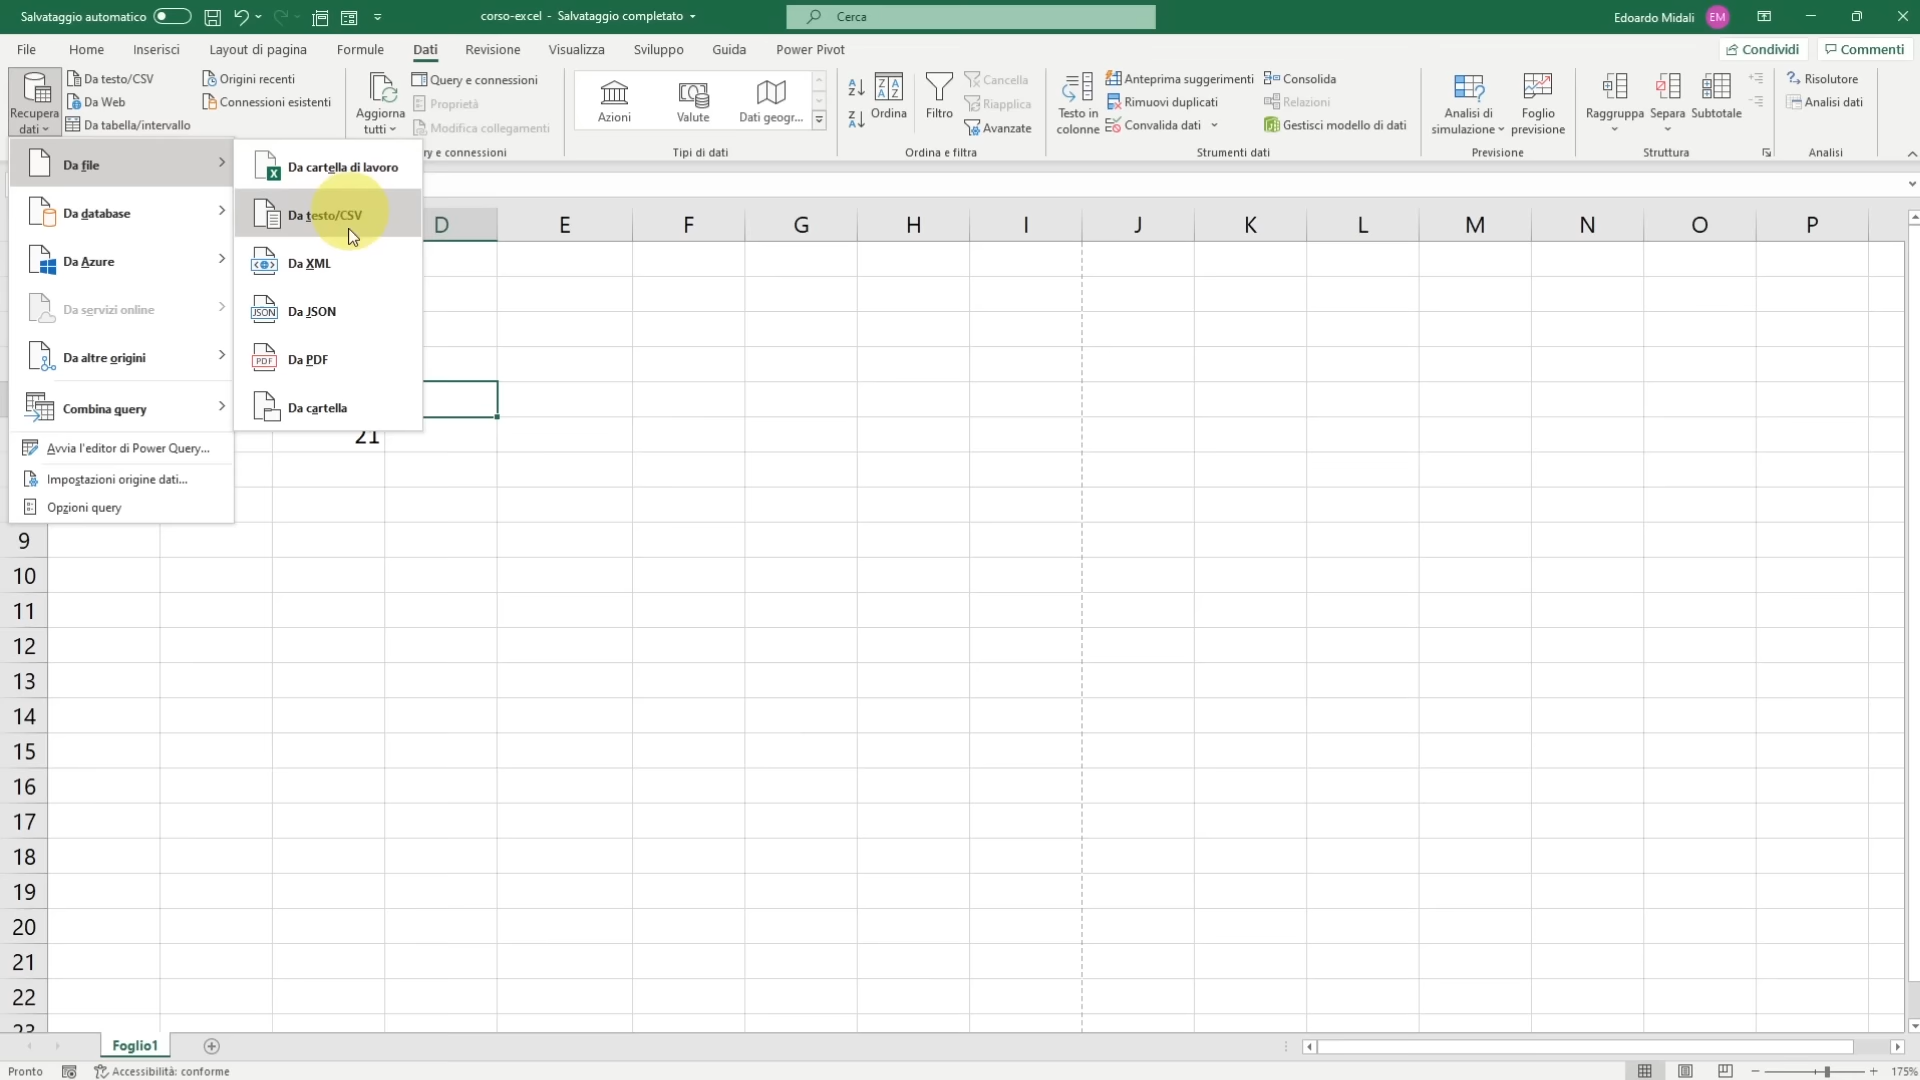 Salvataggio automatico
corso-excel - Salvataggio completato
Cerca
Edoardo Midali EM
File Home Inserisci Layout di pagina Formule Dati Revisione Visualizza Sviluppo Guida Power Pivot
Condividi Commenti
Recupera dati
Da testo/CSV
Da Web
Da tabella/intervallo
Origini recenti
Connessioni esistenti
Aggiorna tutti
Query e connessioni
Proprietà
Modifica collegamenti
ry e connessioni
Azioni Valute Dati geogr...
Tipi di dati
Ordina Filtro
Cancella
Riapplica
Avanzate
Ordina e filtra
Testo in colonne
Anteprima suggerimenti
Rimuovi duplicati
Convalida dati
Consolida
Relazioni
Gestisci modello di dati
Strumenti dati
Analisi di simulazione
Foglio previsione
Previsione
Raggruppa Separa Subtotale
Struttura
Risolutore
Analisi dati
Analisi
Da file
Da database
Da Azure
Da servizi online
Da altre origini
Combina query
Avvia l'editor di Power Query...
Impostazioni origine dati...
Opzioni query
Da cartella di lavoro
Da testo/CSV
Da XML
JSON Da JSON
PDF Da PDF
Da cartella
D E F G H I J K L M N O P
21
9
10
11
12
13
14
15
16
17
18
19
20
21
22
23
Foglio1
Pronto
Accessibilità: conforme
175%